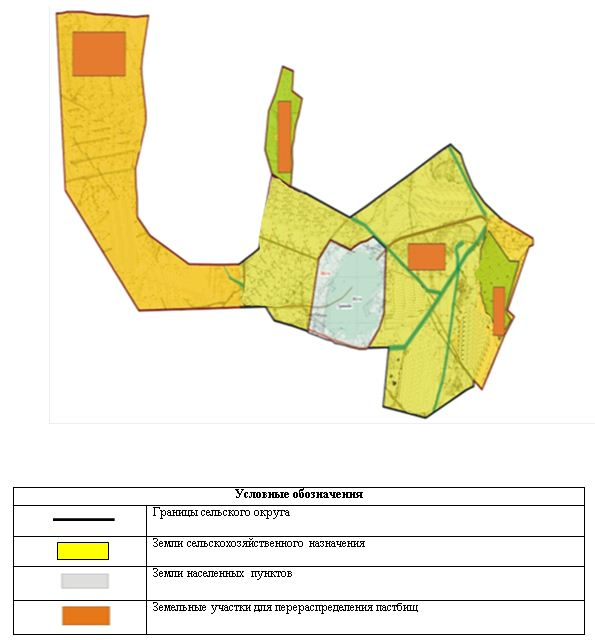 Условные обозначения
Границы сельского округа
Земли сельскохозяйственного назначения
Земли населенных пунктов
Земельные участки для перераспределения пастбищ